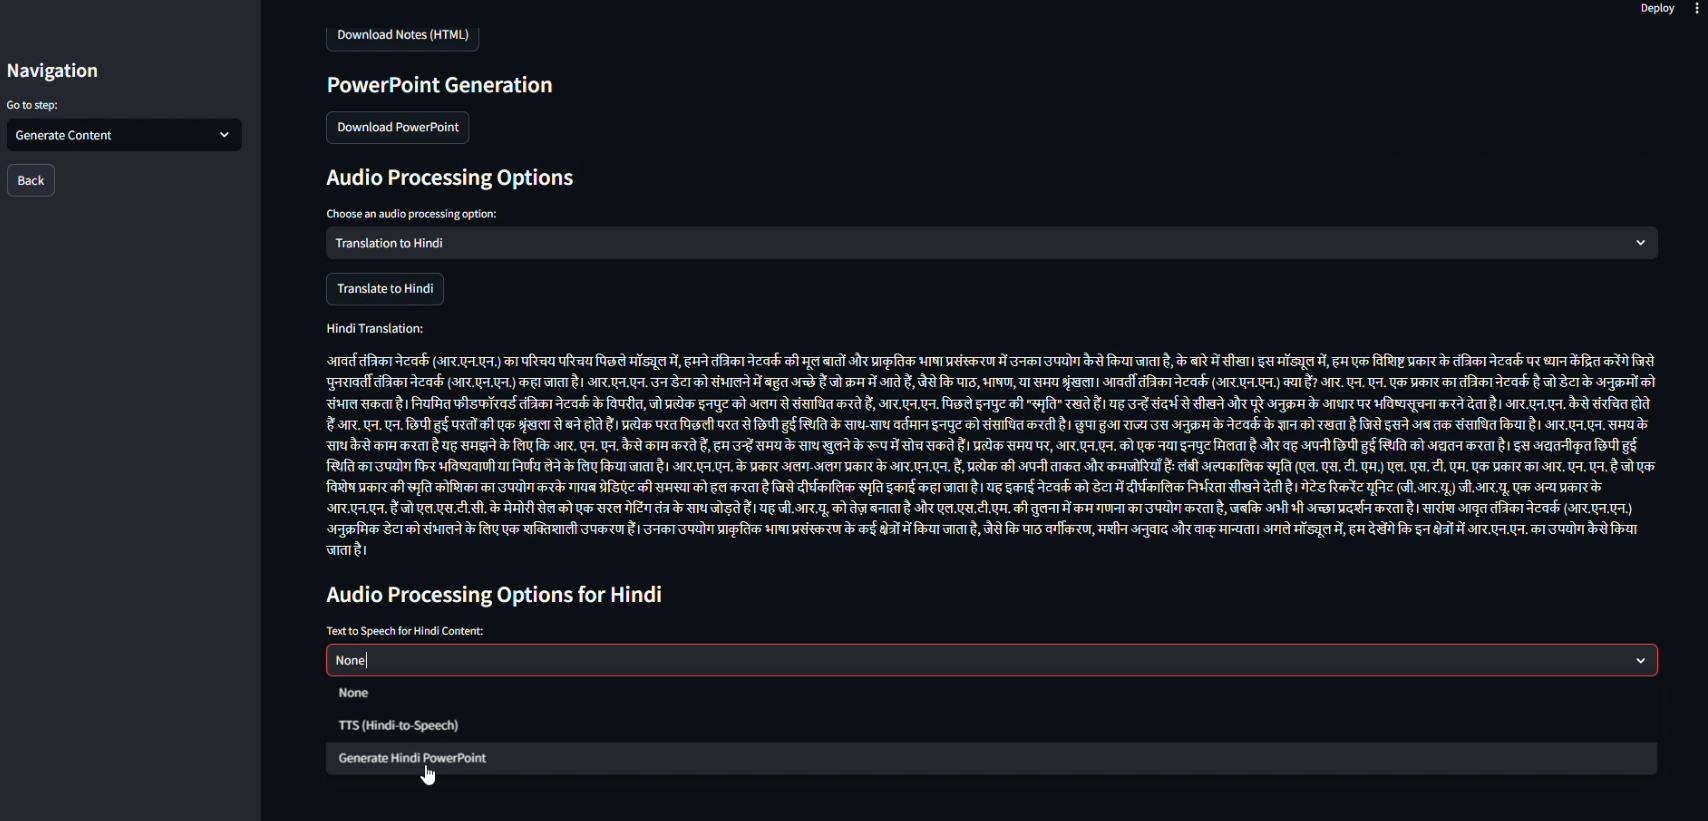 Deploy
Navigation
Go to step:
Generate Content
Back
Download Notes (HTML)
PowerPoint Generation
Download PowerPoint
Audio Processing Options
Choose an audio processing option:
Translation to Hindi
Translate to Hindi
Hindi Translation:
आवर्त तंत्रिका नेटवर्क (आर.एन.एन.) का परिचय परिचय पिछले मॉड्यूल में, हमने तंत्रिका नेटवर्क की मूल बातों और प्राकृतिक भाषा प्रसंस्करण में उनका उपयोग कैसे किया जाता है, के बारे में सीखा। इस मॉड्यूल में, हम एक विशिष्ट प्रकार के तंत्रिका नेटवर्क पर ध्यान केंद्रित करेंगे जिसे
पुनरावर्ती तंत्रिका नेटवर्क (आर.एन.एन.) कहा जाता है। आर.एन.एन. उन डेटा को संभालने में बहुत अच्छे हैं जो क्रम में आते हैं, जैसे कि पाठ, भाषण, या समय श्रृंखला। आवर्ती तंत्रिका नेटवर्क (आर.एन.एन.) क्या हैं? आर. एन. एन. एक प्रकार का तंत्रिका नेटवर्क है जो डेटा के अनुक्रमों को
संभाल सकता है। नियमित फीडफॉरवर्ड तंत्रिका नेटवर्क के विपरीत, जो प्रत्येक इनपुट को अलग से संसाधित करते हैं, आर.एन.एन. पिछले इनपुट की "स्मृति" रखते हैं। यह उन्हें संदर्भ से सीखने और पूरे अनुक्रम के आधार पर भविष्यसूचना करने देता है। आर.एन.एन. कैसे संरचित होते
हैं आर. एन. एन. छिपी हुई परतों की एक श्रृंखला से बने होते हैं। प्रत्येक परत पिछली परत से छिपी हुई स्थिति के साथ-साथ वर्तमान इनपुट को संसाधित करती है। छुपा हुआ राज्य उस अनुक्रम के नेटवर्क के ज्ञान को रखता है जिसे इसने अब तक संसाधित किया है। आर.एन.एन. समय के
साथ कैसे काम करता है यह समझने के लिए कि आर. एन. एन. कैसे काम करते हैं, हम उन्हें समय के साथ खुलने के रूप में सोच सकते हैं। प्रत्येक समय पर, आर.एन.एन. को एक नया इनपुट मिलता है और वह अपनी छिपी हुई स्थिति को अद्यतन करता है। इस अद्यतनीकृत छिपी हुई
स्थिति का उपयोग फिर भविष्यवाणी या निर्णय लेने के लिए किया जाता है। आर.एन.एन. के प्रकार अलग-अलग प्रकार के आर.एन.एन. हैं, प्रत्येक की अपनी ताकत और कमजोरियाँ हैंः लंबी अल्पकालिक स्मृति (एल. एस. टी. एम.) एल. एस. टी. एम. एक प्रकार का आर. एन. एन. है जो एक
विशेष प्रकार की स्मृति कोशिका का उपयोग करके गायब ग्रेडिएंट की समस्या को हल करता है जिसे दीर्घकालिक स्मृति इकाई कहा जाता है। यह इकाई नेटवर्क को डेटा में दीर्घकालिक निर्भरता सीखने देती है। गेटेड रिकरेंट यूनिट (जी.आर.यू.) जी.आर.यू. एक अन्य प्रकार के
आर.एन.एन. हैं जो एल.एस.टी.सी. के मेमोरी सेल को एक सरल गेटिंग तंत्र के साथ जोड़ते हैं। यह जी.आर.यू. को तेज़ बनाता है और एल.एस.टी.एम. की तुलना में कम गणना का उपयोग करता है, जबकि अभी भी अच्छा प्रदर्शन करता है। सारांश आवृत तंत्रिका नेटवर्क (आर.एन.एन.)
अनुक्रमिक डेटा को संभालने के लिए एक शक्तिशाली उपकरण हैं। उनका उपयोग प्राकृतिक भाषा प्रसंस्करण के कई क्षेत्रों में किया जाता है, जैसे कि पाठ वर्गीकरण, मशीन अनुवाद और वाक् मान्यता। अगले मॉड्यूल में, हम देखेंगे कि इन क्षेत्रों में आर.एन.एन. का उपयोग कैसे किया
जाता है।
Audio Processing Options for Hindi
Text to Speech for Hindi Content:
None
None
TTS (Hindi-to-Speech)
Generate Hindi PowerPoint